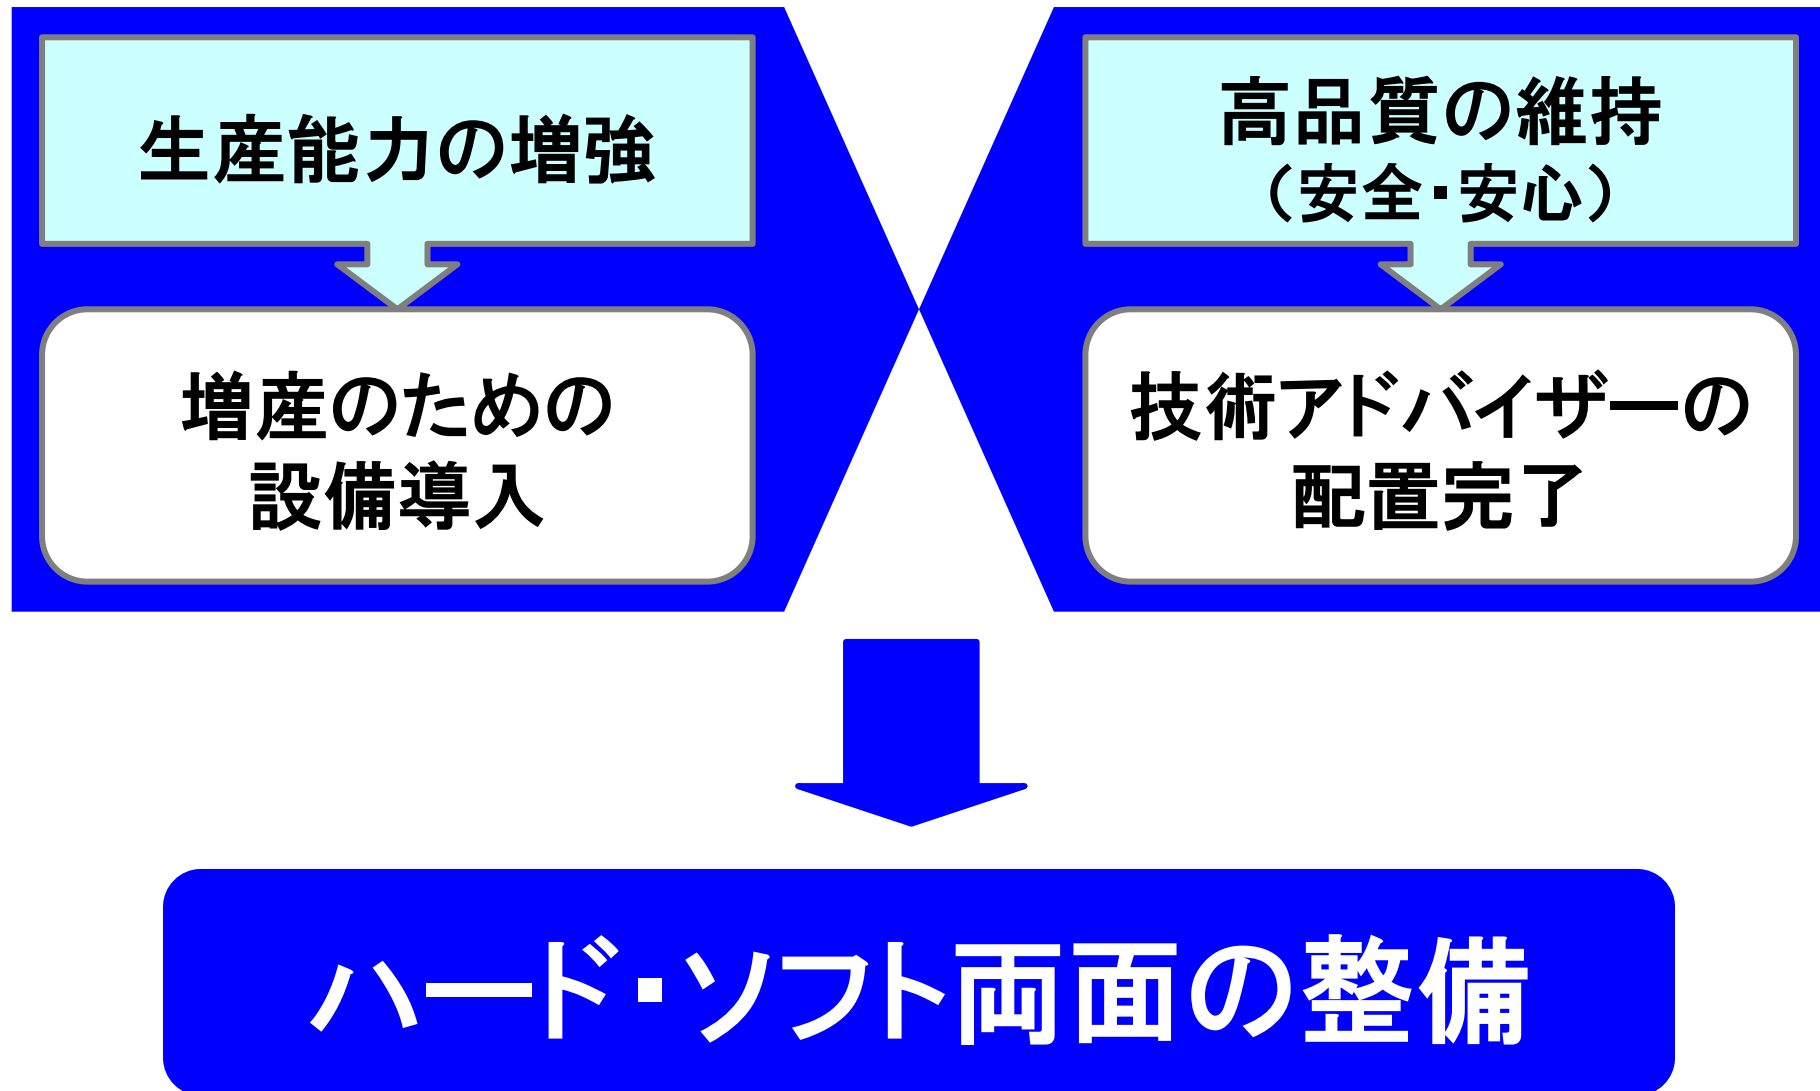 生産能力の増強
増産のための
設備導入
高品質の維持
（安全・安心）
技術アドバイザーの
配置完了
ハード・ソフト両面の整備